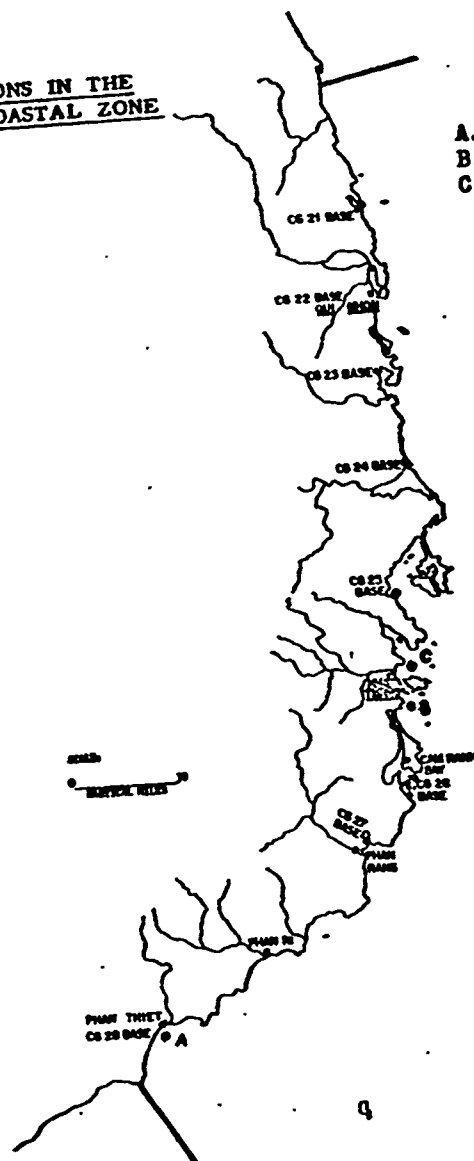 ONS IN THE
OASTAL ZONE
A.
B
C
CG 21 BASE
CG 22 BASE
CG 23 BASE
CG 24 BASE
CG 25
BASE
C
B
CAM RANH
BAY
CG 26
BASE
SCALE:
NAUTICAL MILES
CG 27
BASE
PHAN
RANG
PHAN RI
PHAN THIET
CG 28 BASE
A
q